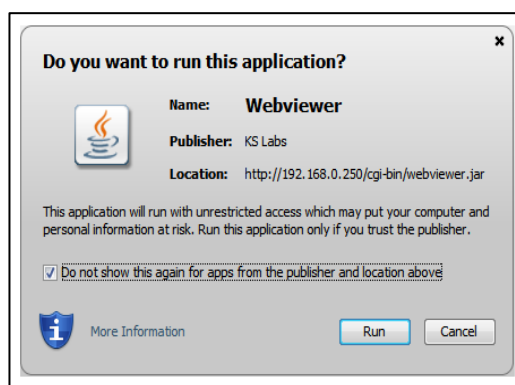 Do you want to run this application?
Name: Webviewer
Publisher: KS Labs
Location: http://192.168.0.250/cgi-bin/webviewer.jar
This application will run with unrestricted access which may put your computer and
personal information at risk. Run this application only if you trust the publisher.
Do not show this again for apps from the publisher and location above
More Information Run Cancel